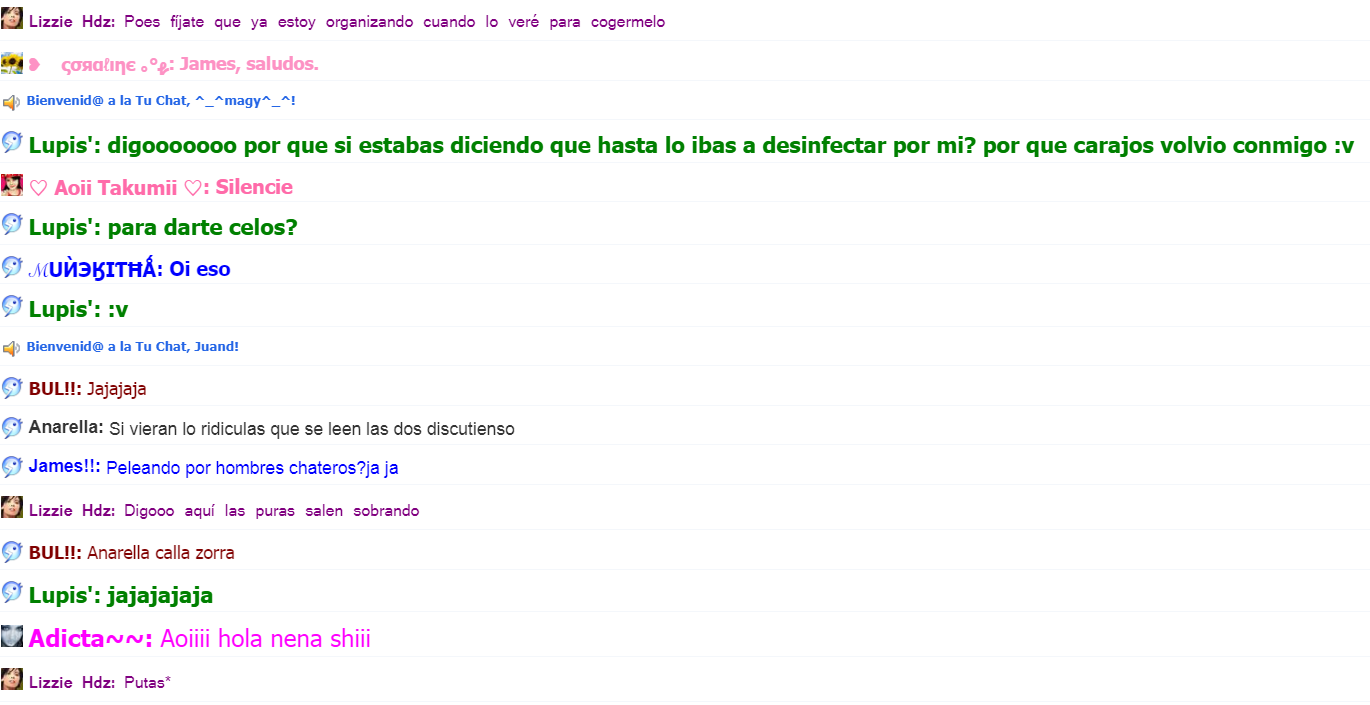 Lizzie Hdz: Poes fíjate que ya estoy organizando cuando lo veré para cogermelo
❥ ςσяαℓιηє ｡°ؠ: James, saludos.
Bienvenid@ a la Tu Chat, ^_^magy^_^!
Lupis': digooooooo por que si estabas diciendo que hasta lo ibas a desinfectar por mi? por que carajos volvio conmigo :v
♡ Aoii Takumii ♡: Silencie
Lupis': para darte celos?
ℳUЍЭӃIҬĦǺ: Oi eso
Lupis': :v
Bienvenid@ a la Tu Chat, Juand!
BUL!!: Jajajaja
Anarella: Si vieran lo ridiculas que se leen las dos discutienso
James!!: Peleando por hombres chateros?ja ja
Lizzie Hdz: Digooo aquí las puras salen sobrando
BUL!!: Anarella calla zorra
Lupis': jajajajaja
Adicta~~: Aoiiii hola nena shiii
Lizzie Hdz: Putas*